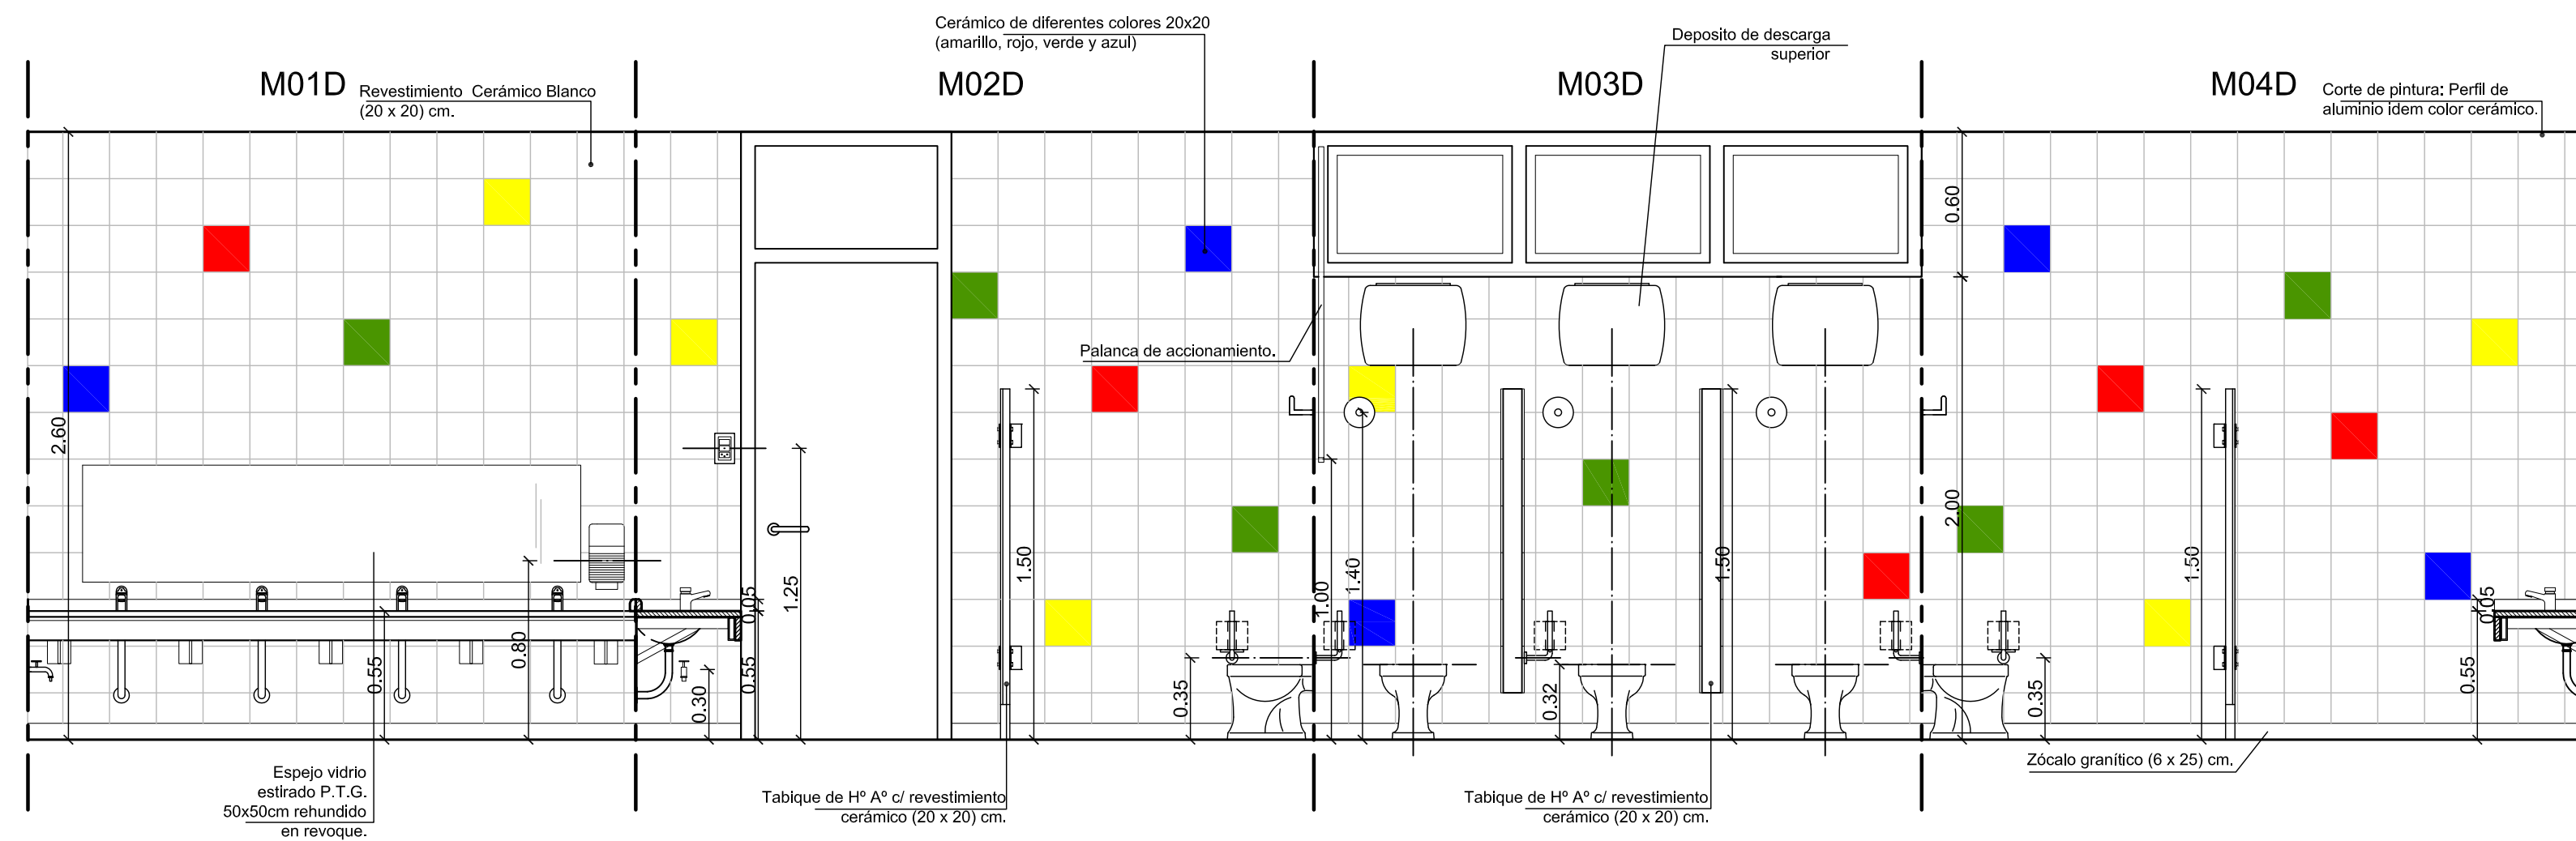 Cerámico de diferentes colores 20x20
(amarillo, rojo, verde y azul)
Deposito de descarga
superior
M01D
Revestimiento Cerámico Blanco
(20 x 20) cm.
M02D
M03D
M04D
Corte de pintura: Perfil de
aluminio idem color cerámico.
0.60
Palanca de accionamiento.
2.60
2.00
1.50
1.25
1.00
1.40
1.50
1.50
0.05
0.05
0.80
0.55
0.55
0.30
0.35
0.32
0.35
0.55
Zócalo granítico (6 x 25) cm.
Espejo vidrio
estirado P.T.G.
50x50cm rehundido
en revoque.
Tabique de Hº Aº c/ revestimiento
cerámico (20 x 20) cm.
Tabique de Hº Aº c/ revestimiento
cerámico (20 x 20) cm.